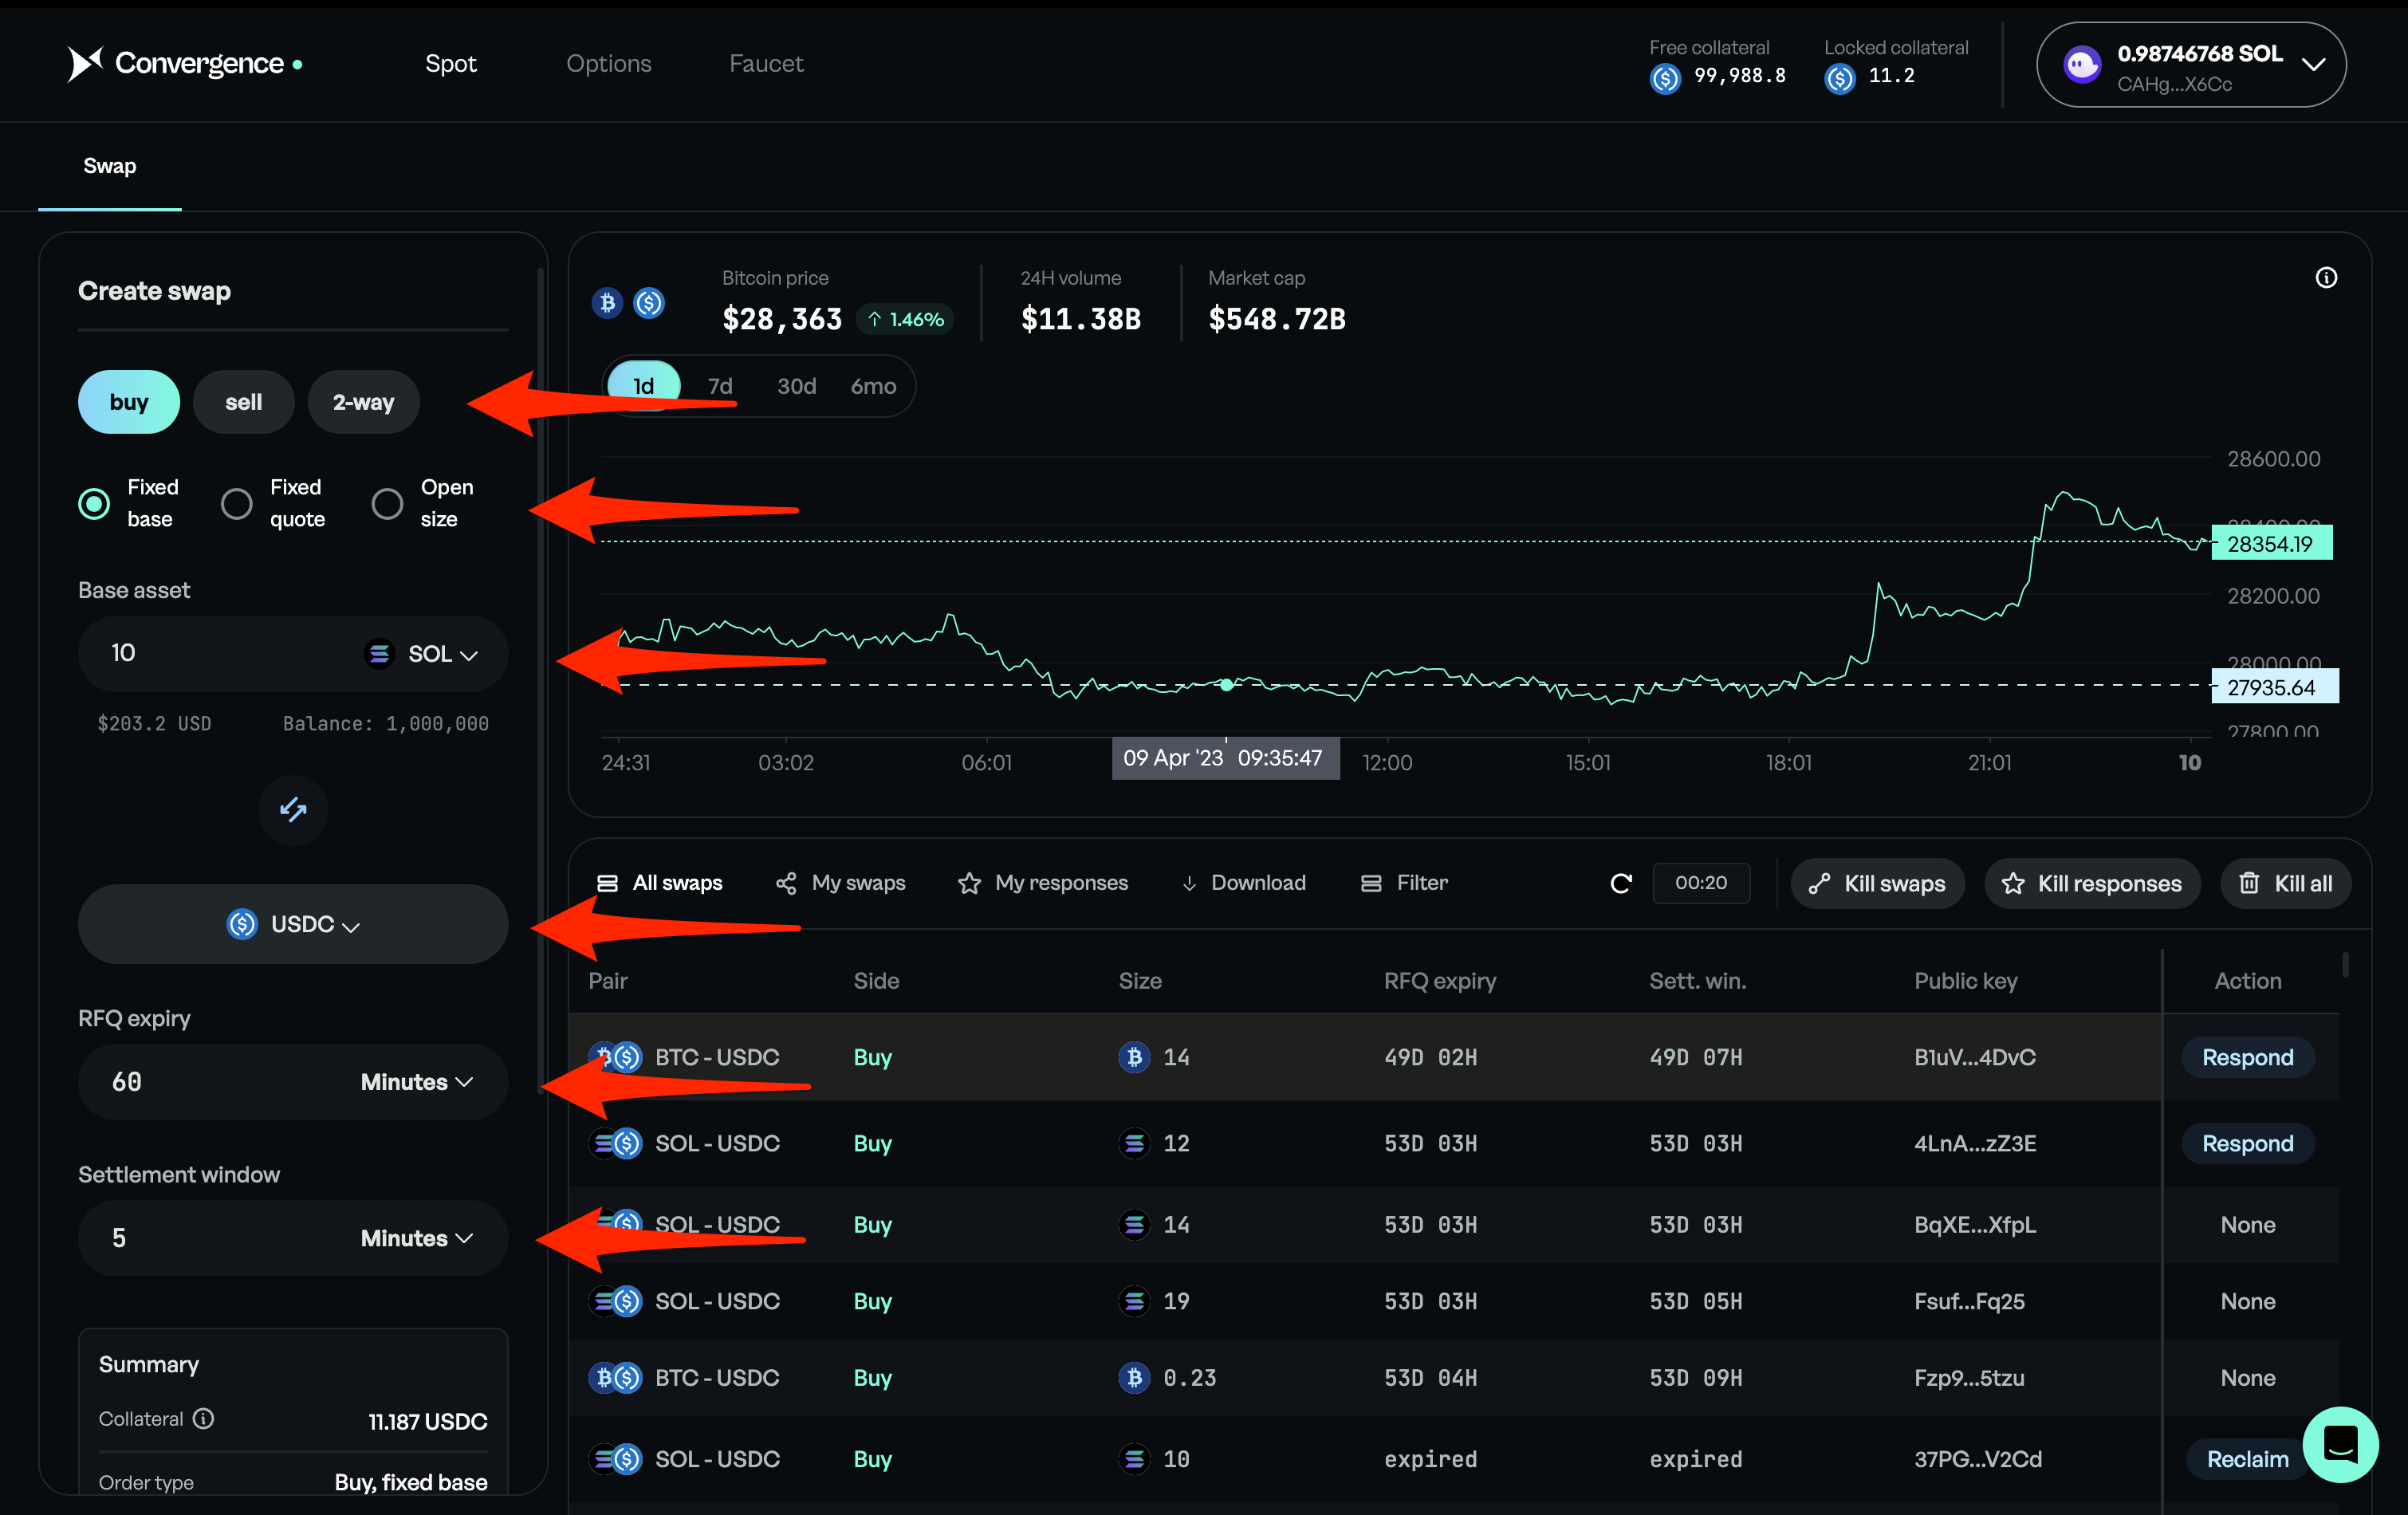 Convergence
Spot
Options
Faucet
Free collateral
99,988.8
Locked collateral
11.2
0.98746768 SOL
CAHg...X6Cc
Swap
Create swap
buy
sell
2-way
Fixed base
Fixed quote
Open size
Base asset
10
SOL
$203.2 USD
Balance: 1,000,000
USDC
RFQ expiry
60
Minutes
Settlement window
5
Minutes
Summary
Collateral
11.187 USDC
Order type
Buy, fixed base
Bitcoin price
$28,363
↑ 1.46%
24H volume
$11.38B
Market cap
$548.72B
1d
7d
30d
6mo
28600.00
28400.00
28354.19
28200.00
28000.00
27935.64
27800.00
24:31
03:02
06:01
09 Apr '23 09:35:47
12:00
15:01
18:01
21:01
10
All swaps
My swaps
My responses
Download
Filter
00:20
Kill swaps
Kill responses
Kill all
Pair Side Size RFQ expiry Sett. win. Public key Action
BTC - USDC Buy 14 49D 02H 49D 07H B1uV...4DvC Respond
SOL - USDC Buy 12 53D 03H 53D 03H 4LnA...zZ3E Respond
SOL - USDC Buy 14 53D 03H 53D 03H BqXE...XfpL None
SOL - USDC Buy 19 53D 03H 53D 05H Fsuf...Fq25 None
BTC - USDC Buy 0.23 53D 04H 53D 09H Fzp9...5tzu None
SOL - USDC Buy 10 expired expired 37PG...V2Cd Reclaim